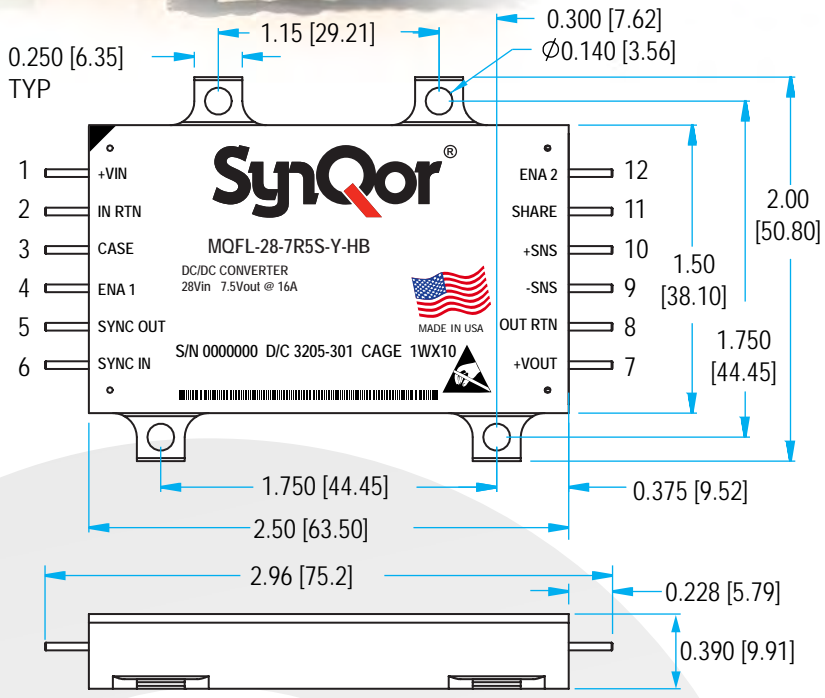 1.15 [29.21]
0.300 [7.62]
0.250 [6.35]
TYP
Ø0.140 [3.56]
SynQor®
1 +VIN
2 IN RTN
3 CASE
4 ENA 1
5 SYNC OUT
6 SYNC IN
MQFL-28-7R5S-Y-HB
DC/DC CONVERTER
28Vin 7.5Vout @ 16A
MADE IN USA
S/N 0000000 D/C 3205-301 CAGE 1WX10
ENA 2 12
SHARE 11
+SNS 10
-SNS 9
OUT RTN 8
+VOUT 7
2.00
[50.80]
1.50
[38.10]
1.750
[44.45]
1.750 [44.45]
0.375 [9.52]
2.50 [63.50]
2.96 [75.2]
0.228 [5.79]
0.390 [9.91]